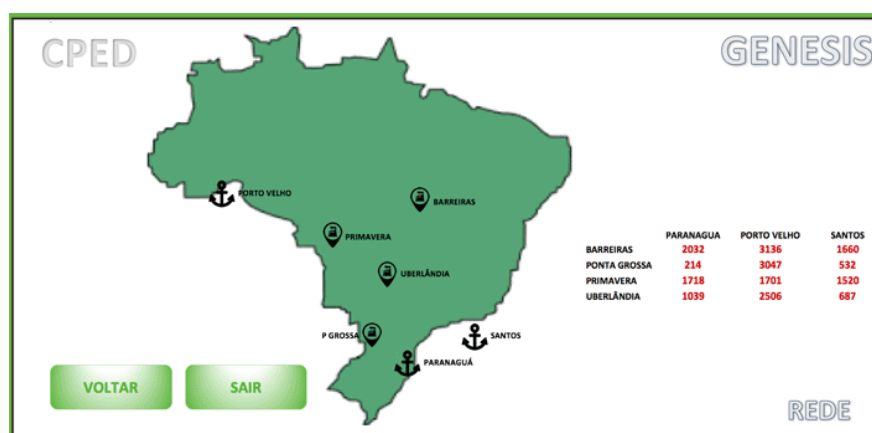 CPED
GENESIS
PORTO VELHO
BARREIRAS
PRIMAVERA
UBERLÂNDIA
P GROSSA
SANTOS
PARANAGUÁ
PARANAGUA PORTO VELHO SANTOS
BARREIRAS 2032 3136 1660
PONTA GROSSA 214 3047 532
PRIMAVERA 1718 1701 1520
UBERLÂNDIA 1039 2506 687
VOLTAR SAIR
REDE